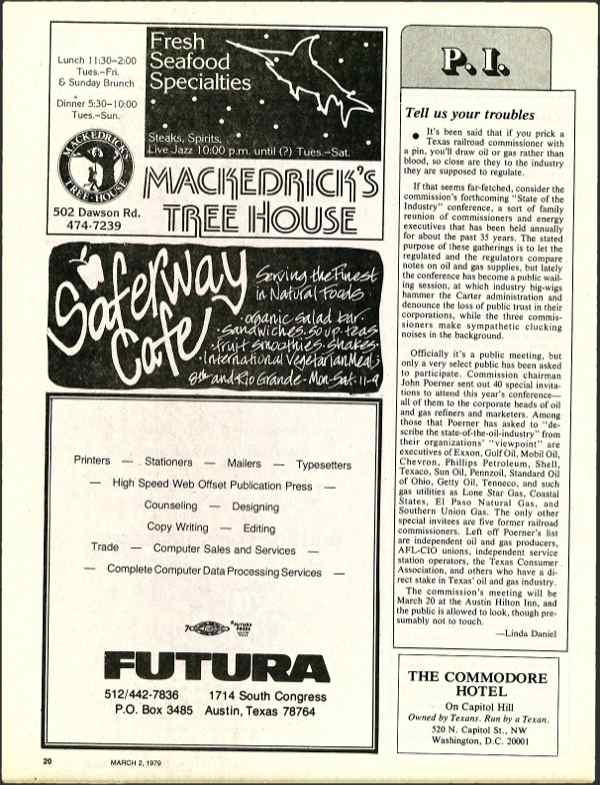 Lunch 11:30–2:00
Tues.–Fri.
& Sunday Brunch
Dinner 5:30–10:00
Tues.–Sun.
MACKEDRICK'S
TREE HOUSE
502 Dawson Rd.
474-7239
Fresh
Seafood
Specialties
Steaks, Spirits,
Live Jazz 10:00 p.m. until (?) Tues.–Sat.
MACKEDRICK'S
TREE HOUSE
Saferway
Cafe
Serving the Finest
in Natural Foods
·organic salad bar·
·sandwiches·soup·teas
·fruit smoothies·shakes·
·International Vegetarian Meals
8th and Rio Grande - Mon-Sat: 11-9
Printers — Stationers — Mailers — Typesetters
— High Speed Web Offset Publication Press —
Counseling — Designing
Copy Writing — Editing
Trade — Computer Sales and Services —
— Complete Computer Data Processing Services —
FUTURA
512/442-7836 1714 South Congress
P.O. Box 3485 Austin, Texas 78764
P. I.
Tell us your troubles
• It's been said that if you prick a
Texas railroad commissioner with
a pin, you'll draw oil or gas rather than
blood, so close are they to the industry
they are supposed to regulate.
If that seems far-fetched, consider the
commission's forthcoming "State of the
Industry" conference, a sort of family
reunion of commissioners and energy
executives that has been held annually
for about the past 35 years. The stated
purpose of these gatherings is to let the
regulated and the regulators compare
notes on oil and gas supplies, but lately
the conference has become a public wail-
ing session, at which industry big-wigs
hammer the Carter administration and
denounce the loss of public trust in their
corporations, while the three commis-
sioners make sympathetic clucking
noises in the background.
Officially it's a public meeting, but
only a very select public has been asked
to participate. Commission chairman
John Poerner sent out 40 special invita-
tions to attend this year's conference—
all of them to the corporate heads of oil
and gas refiners and marketers. Among
those that Poerner has asked to "de-
scribe the state-of-the-oil-industry" from
their organizations' "viewpoint" are
executives of Exxon, Gulf Oil, Mobil Oil,
Chevron, Phillips Petroleum, Shell,
Texaco, Sun Oil, Pennzoil, Standard Oil
of Ohio, Getty Oil, Tenneco, and such
gas utilities as Lone Star Gas, Coastal
States, El Paso Natural Gas, and
Southern Union Gas. The only other
special invitees are five former railroad
commissioners. Left off Poerner's list
are independent oil and gas producers,
AFL-CIO unions, independent service
station operators, the Texas Consumer
Association, and others who have a di-
rect stake in Texas' oil and gas industry.
The commission's meeting will be
March 20 at the Austin Hilton Inn, and
the public is allowed to look, though pre-
sumably not to touch.
—Linda Daniel
THE COMMODORE
HOTEL
On Capitol Hill
Owned by Texans. Run by a Texan.
520 N. Capitol St., NW
Washington, D.C. 20001
20 MARCH 2, 1979